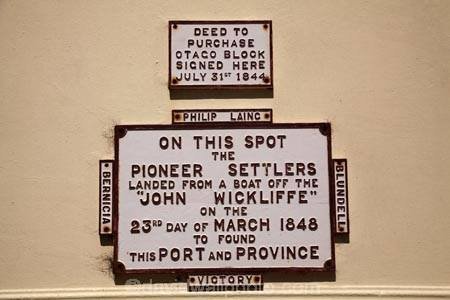 DEED TO
PURCHASE
OTAGO BLOCK
SIGNED HERE
JULY 31ST 1844
PHILIP LAING
ON THIS SPOT
THE
PIONEER SETTLERS
LANDED FROM A BOAT OFF THE
"JOHN WICKLIFFE"
ON THE
23RD DAY OF MARCH 1848
TO FOUND
THIS PORT AND PROVINCE
BERNICIA
BLUNDELL
VICTORY